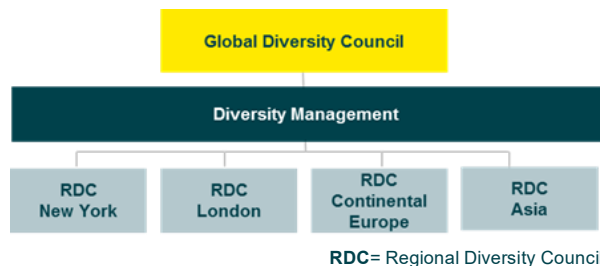 Global Diversity Council
Diversity Management
RDC
New York
RDC
London
RDC
Continental
Europe
RDC
Asia
RDC= Regional Diversity Counci